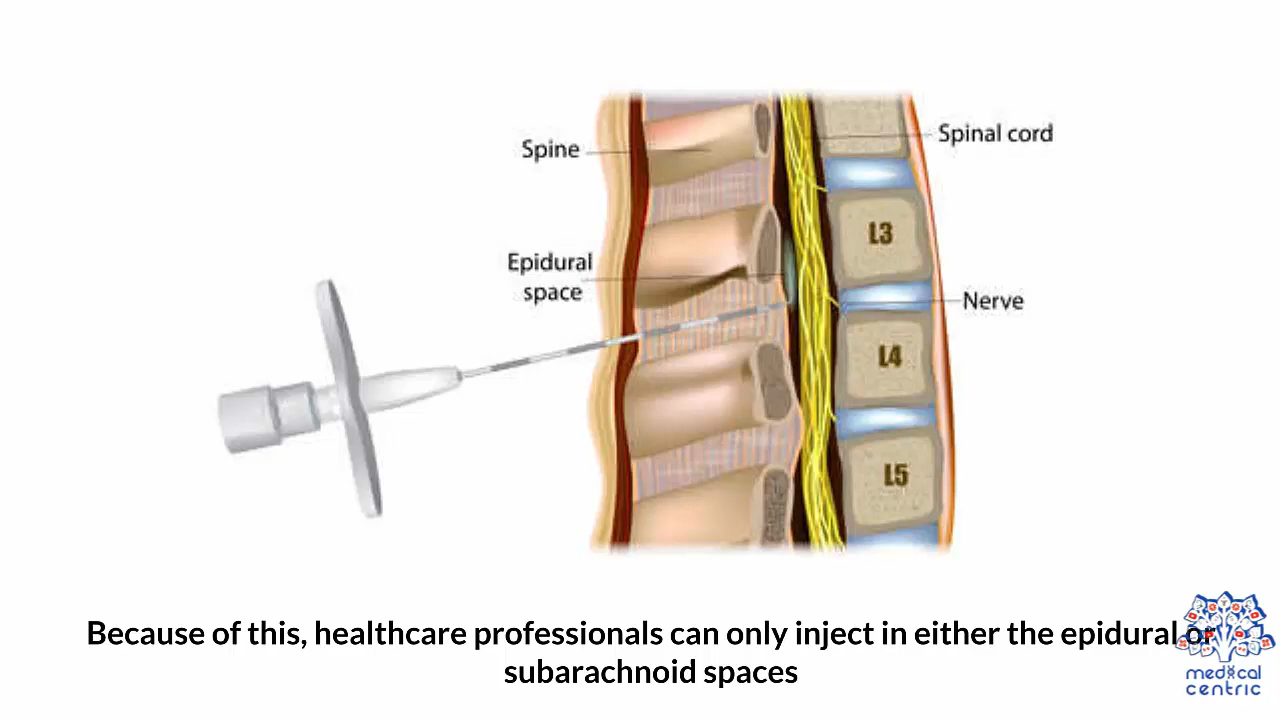 Spine
Spinal cord
L3
Epidural
space
Nerve
L4
L5
Because of this, healthcare professionals can only inject in either the epidural or
subarachnoid spaces
medical
centric